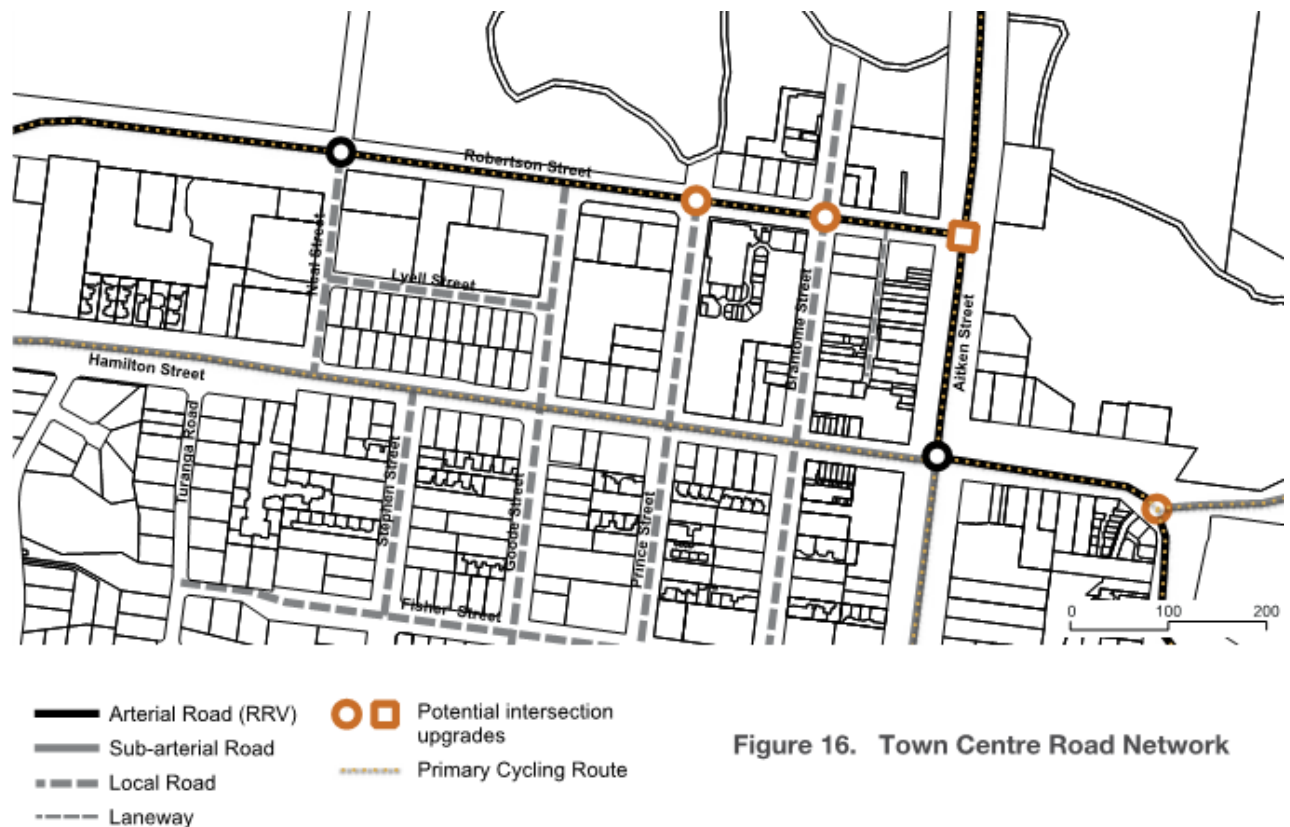 Robertson Street
Neal Street
Lyell Street
Brantome Street
Aitken Street
Hamilton Street
Turanga Road
Stephen Street
Goode Street
Prince Street
Fisher Street
0 100 200
Arterial Road (RRV)
Sub-arterial Road
Local Road
Laneway
Potential intersection
upgrades
Primary Cycling Route
Figure 16. Town Centre Road Network